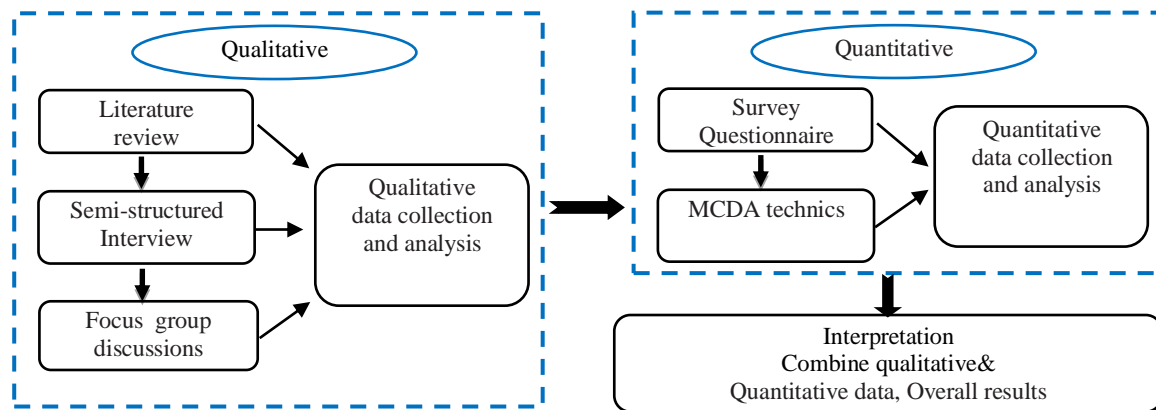 Qualitative
Literature
review
Semi-structured
Interview
Focus group
discussions
Qualitative
data collection
and analysis
Quantitative
Survey
Questionnaire
MCDA technics
Quantitative
data collection
and analysis
Interpretation
Combine qualitative&
Quantitative data, Overall results